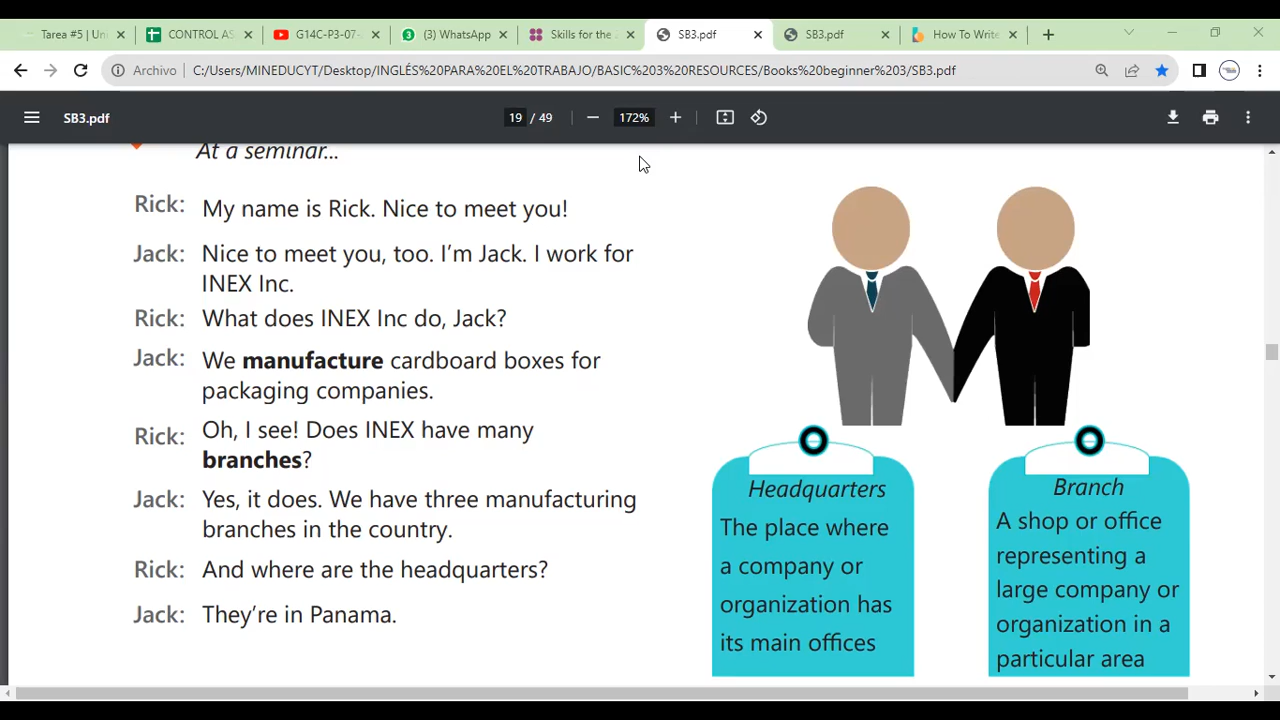 Tarea #5 | Un
CONTROL AS
G14C-P3-07-
(3) WhatsApp
Skills for the
SB3.pdf
SB3.pdf
How To Write
Archivo
C:/Users/MINEDUCYT/Desktop/INGLÉS%20PARA%20EL%20TRABAJO/BASIC%203%20RESOURCES/Books%20beginner%203/SB3.pdf
SB3.pdf
19 / 49
172%
At a seminar...
Rick: My name is Rick. Nice to meet you!
Jack: Nice to meet you, too. I'm Jack. I work for
INEX Inc.
Rick: What does INEX Inc do, Jack?
Jack: We manufacture cardboard boxes for
packaging companies.
Rick: Oh, I see! Does INEX have many
branches?
Jack: Yes, it does. We have three manufacturing
branches in the country.
Rick: And where are the headquarters?
Jack: They're in Panama.
Headquarters
The place where
a company or
organization has
its main offices
Branch
A shop or office
representing a
large company or
organization in a
particular area